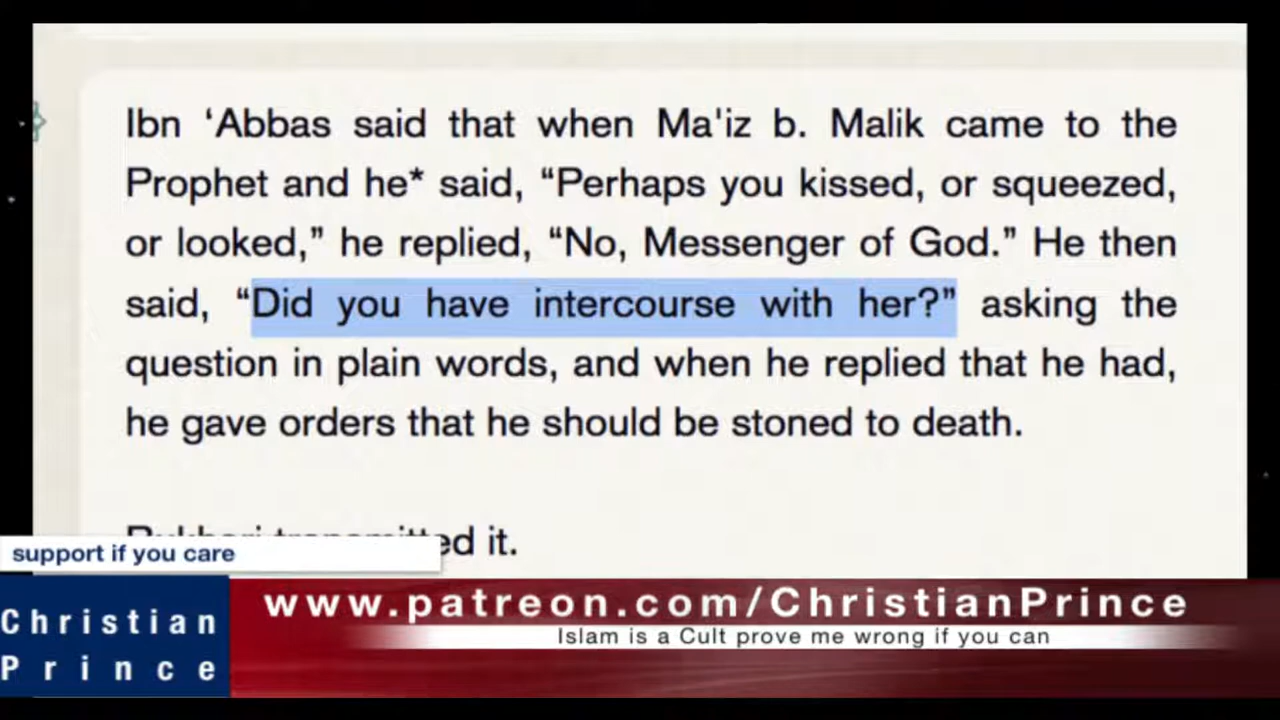 Ibn ‘Abbas said that when Ma'iz b. Malik came to the
Prophet and he* said, “Perhaps you kissed, or squeezed,
or looked,” he replied, “No, Messenger of God.” He then
said, “Did you have intercourse with her?” asking the
question in plain words, and when he replied that he had,
he gave orders that he should be stoned to death.
Bukhari transmitted it.
support if you care
Christian
Prince
www.patreon.com/ChristianPrince
Islam is a Cult prove me wrong if you can